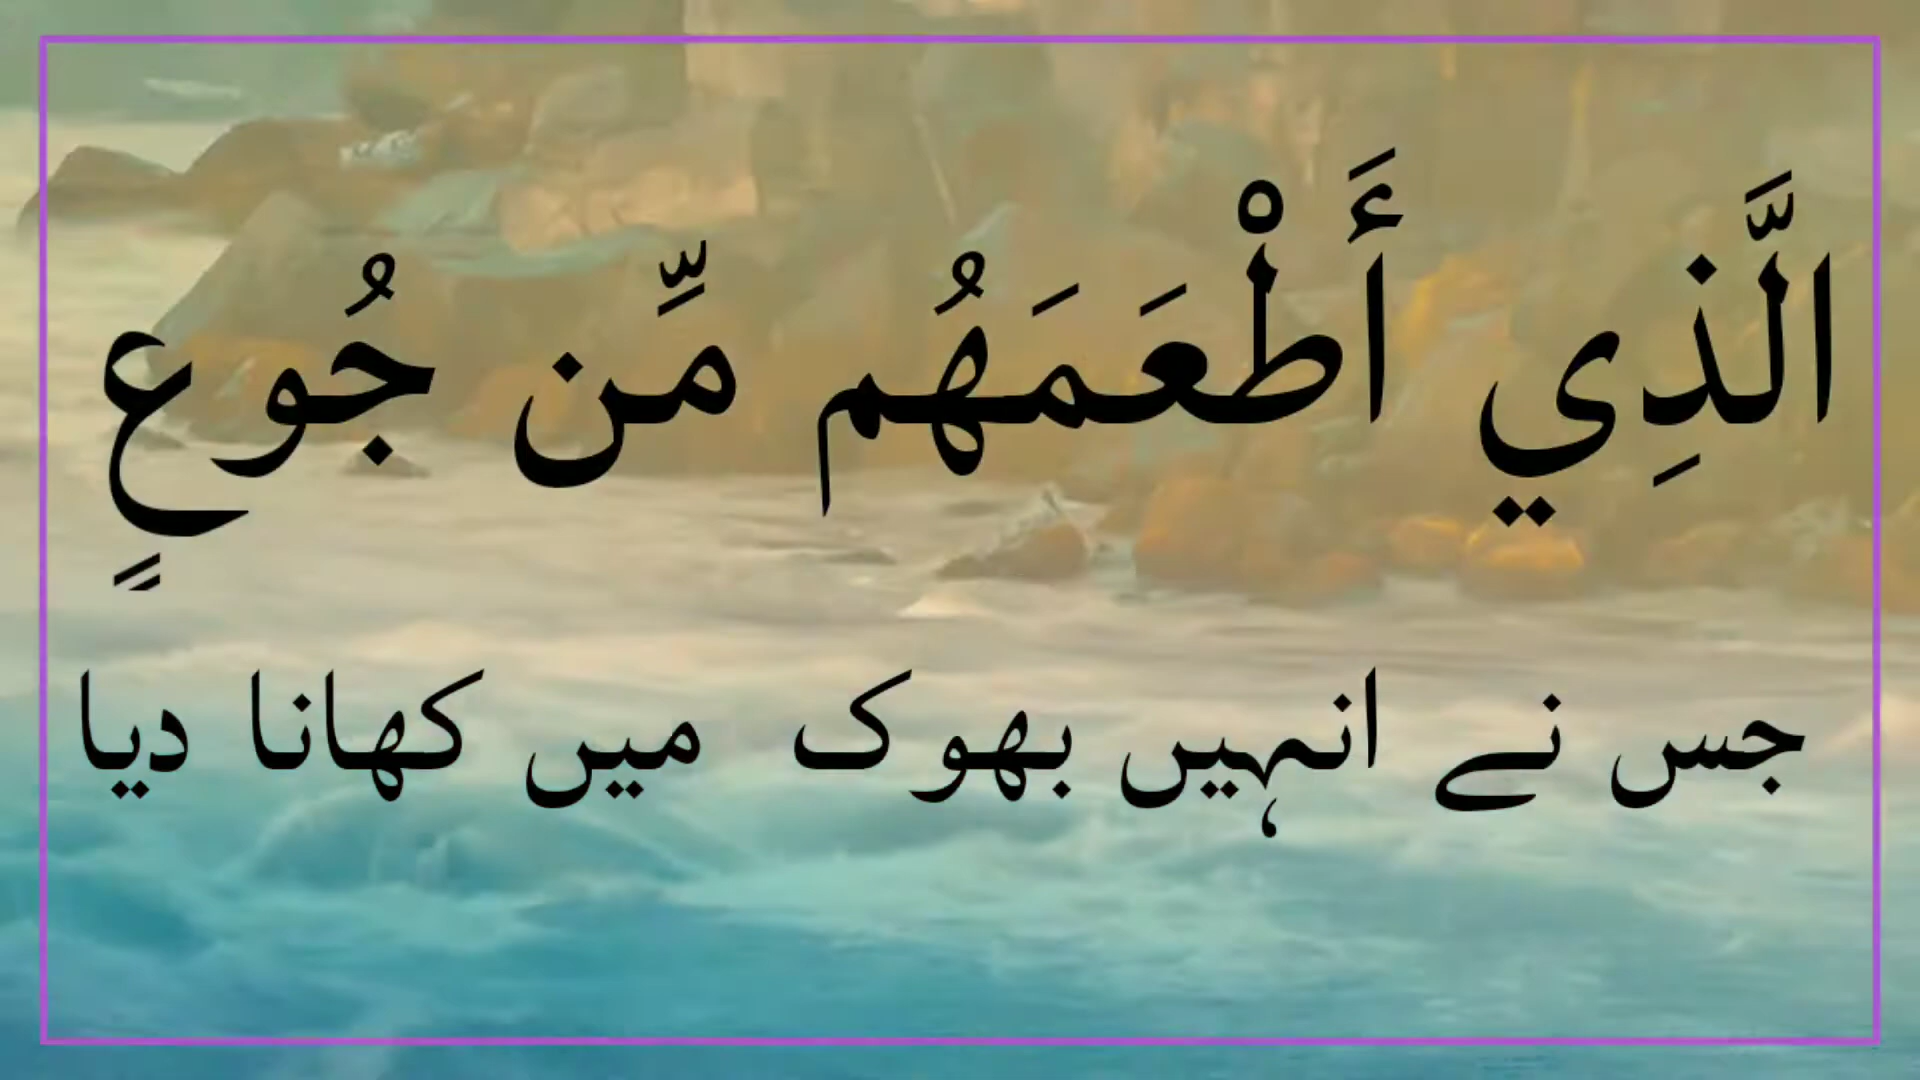 الَّذِي أَطْعَمَهُم مِّن جُوعٍ
جس نے انہیں بھوک میں کھانا دیا